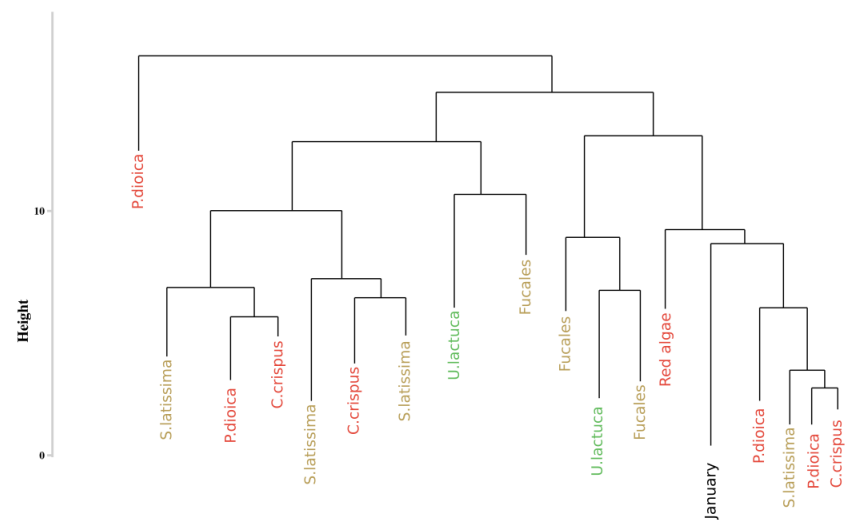 Height
10
0
P.dioica
S.latissima
P.dioica
C.crispus
S.latissima
C.crispus
S.latissima
U.lactuca
Fucales
Fucales
U.lactuca
Fucales
Red algae
January
P.dioica
S.latissima
P.dioica
C.crispus